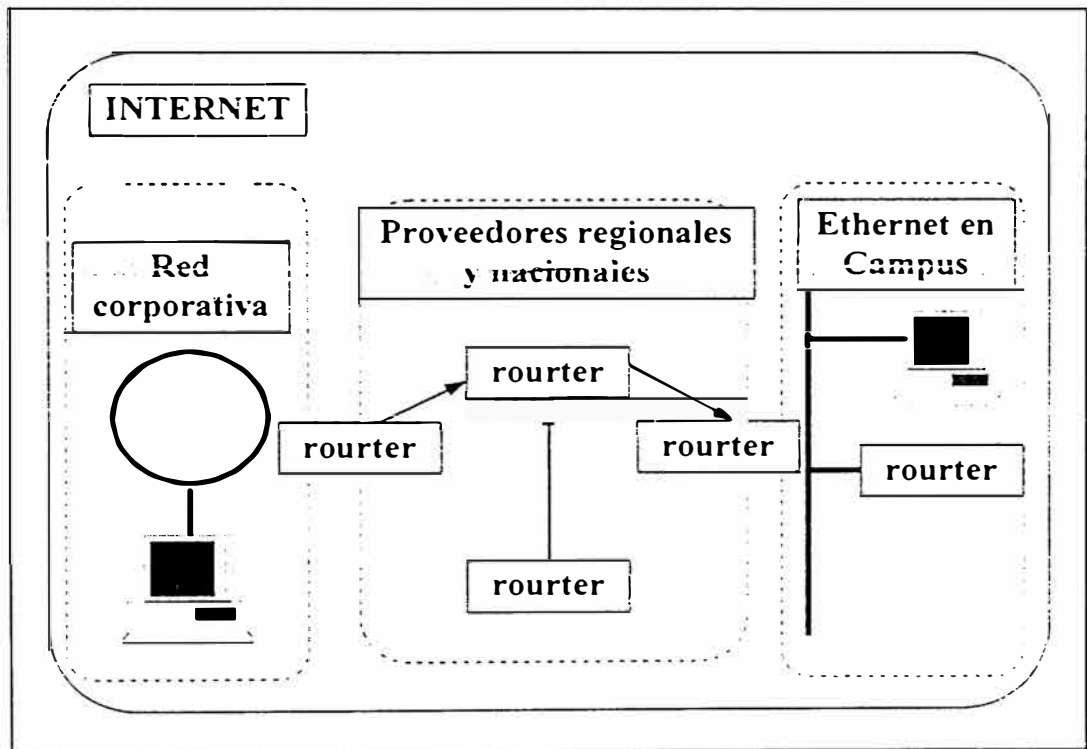 INTERNET
Red
corporativa
Proveedores regionales
y nacionales
Ethernet en
Campus
rourter
rourter
rourter
rourter
rourter